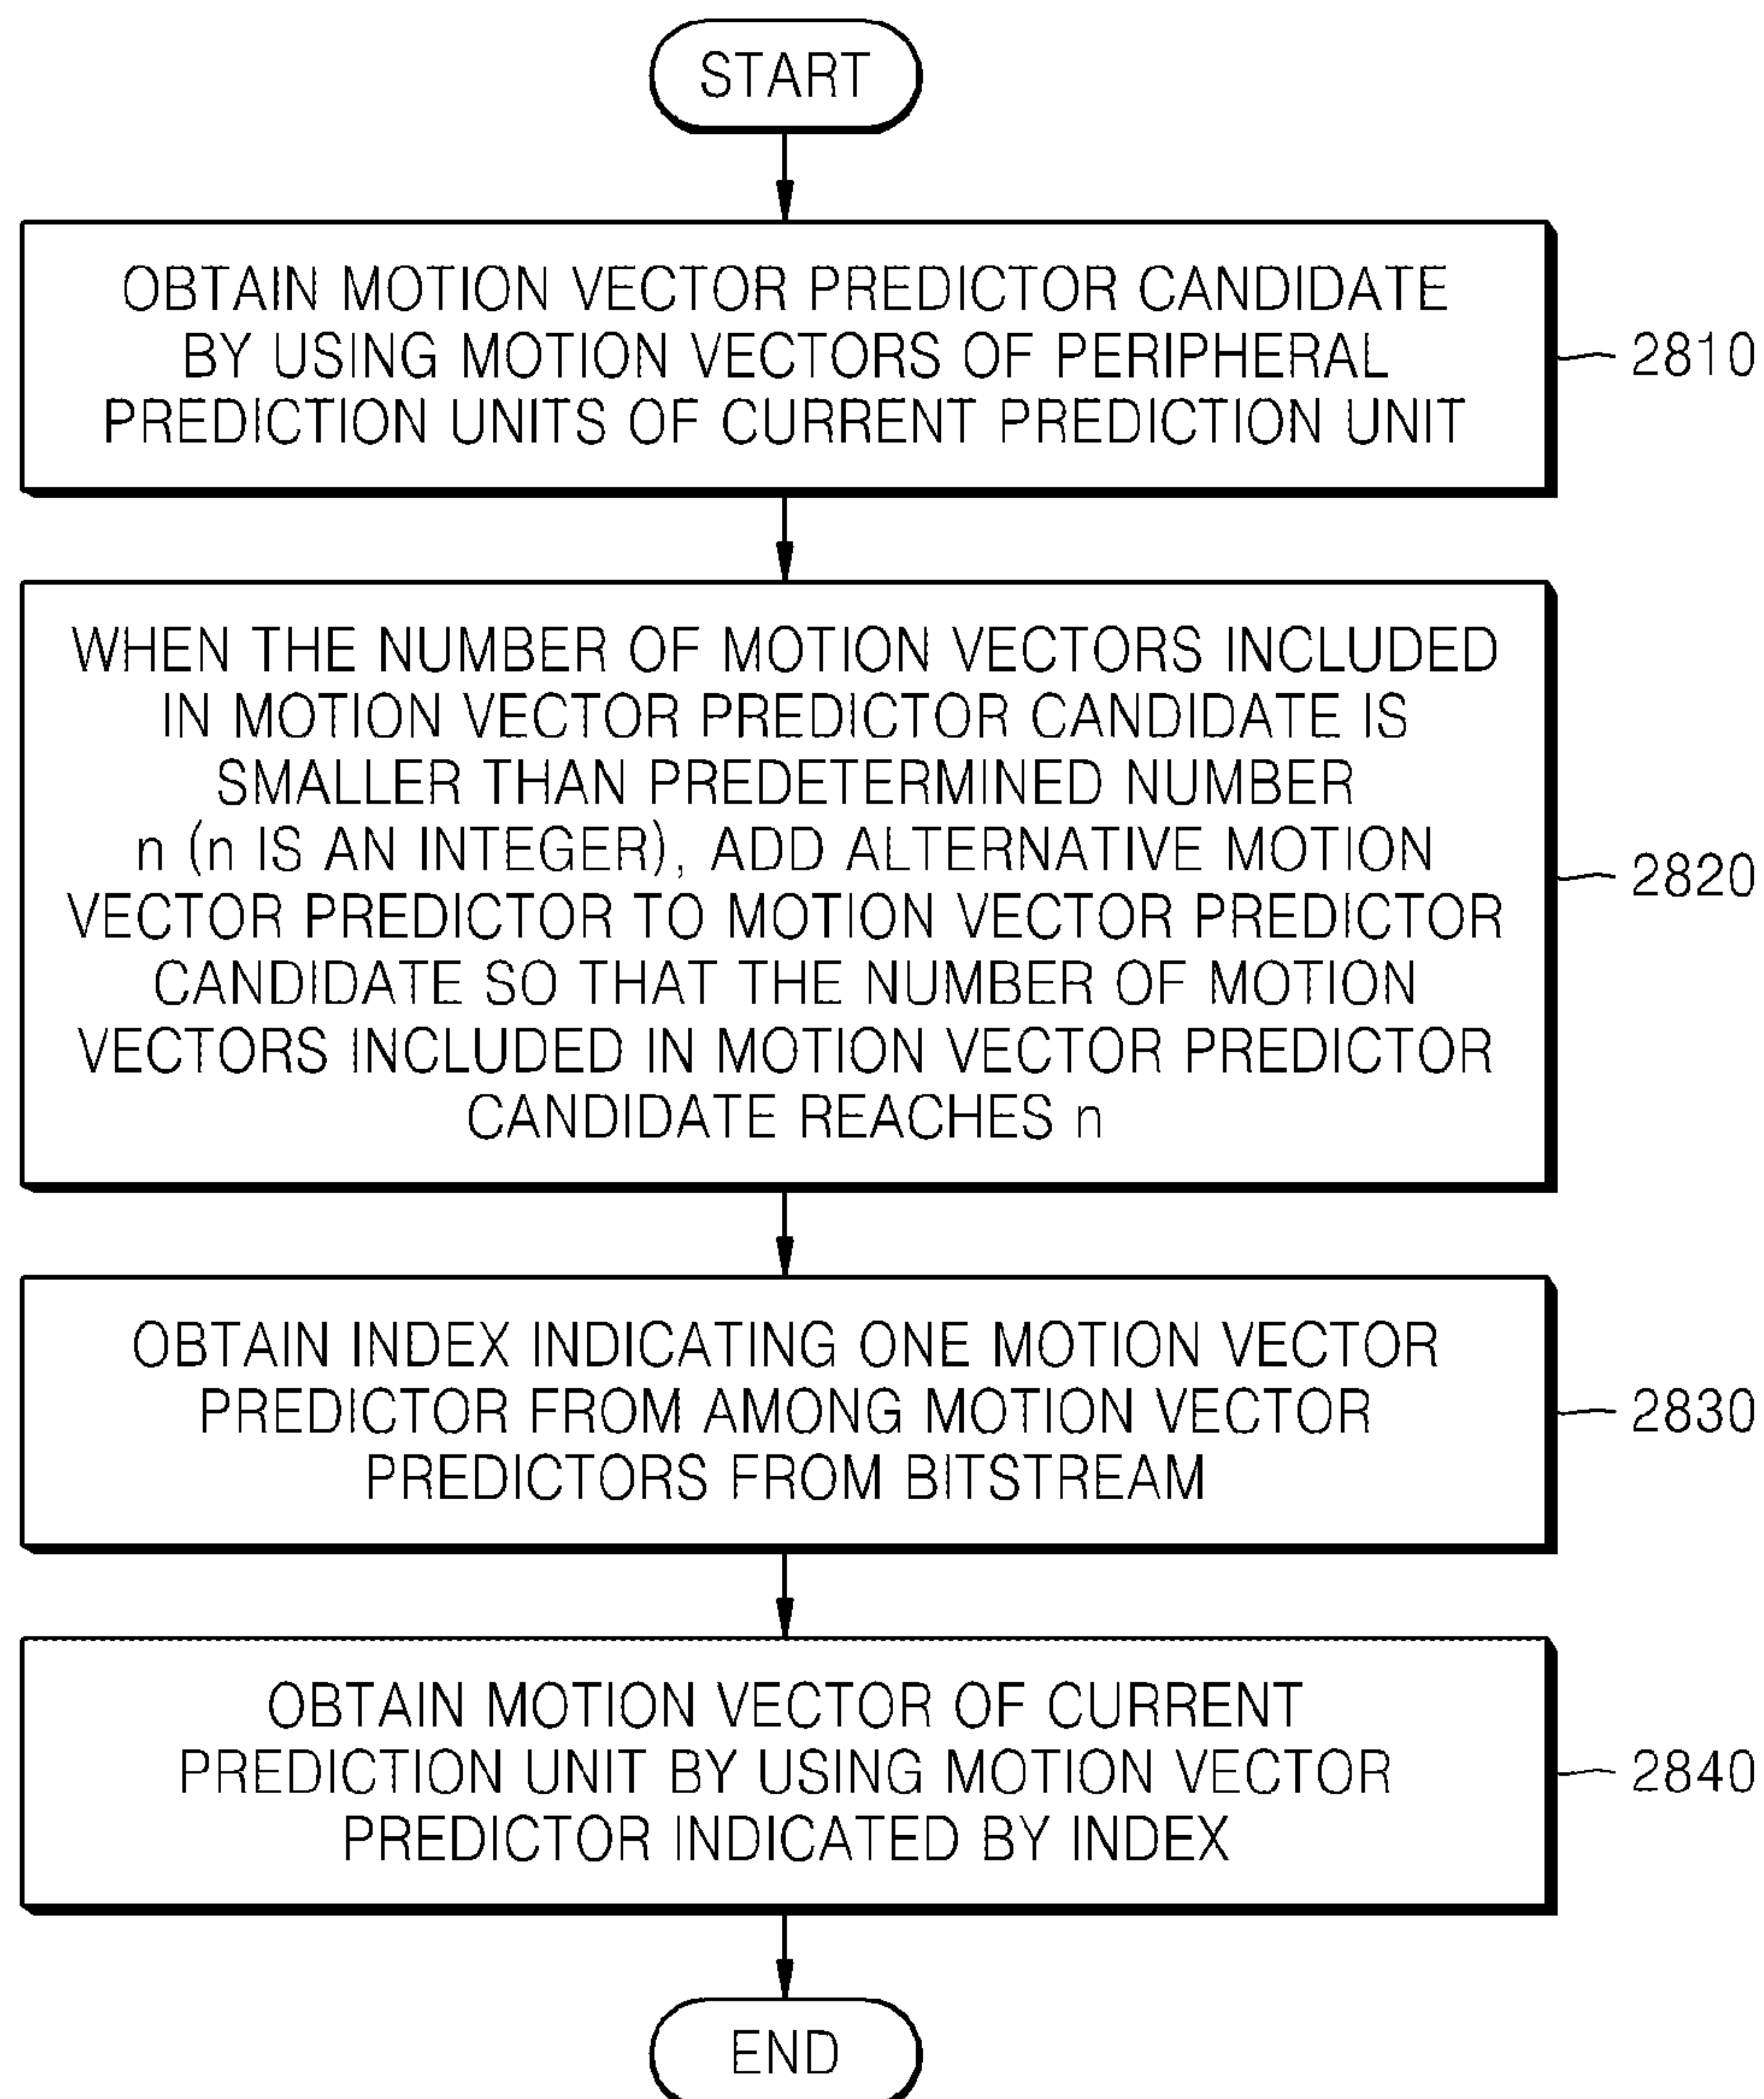 START
OBTAIN MOTION VECTOR PREDICTOR CANDIDATE
BY USING MOTION VECTORS OF PERIPHERAL
PREDICTION UNITS OF CURRENT PREDICTION UNIT
2810
WHEN THE NUMBER OF MOTION VECTORS INCLUDED
IN MOTION VECTOR PREDICTOR CANDIDATE IS
SMALLER THAN PREDETERMINED NUMBER
n (n IS AN INTEGER), ADD ALTERNATIVE MOTION
VECTOR PREDICTOR TO MOTION VECTOR PREDICTOR
CANDIDATE SO THAT THE NUMBER OF MOTION
VECTORS INCLUDED IN MOTION VECTOR PREDICTOR
CANDIDATE REACHES n
2820
OBTAIN INDEX INDICATING ONE MOTION VECTOR
PREDICTOR FROM AMONG MOTION VECTOR
PREDICTORS FROM BITSTREAM
2830
OBTAIN MOTION VECTOR OF CURRENT
PREDICTION UNIT BY USING MOTION VECTOR
PREDICTOR INDICATED BY INDEX
2840
END